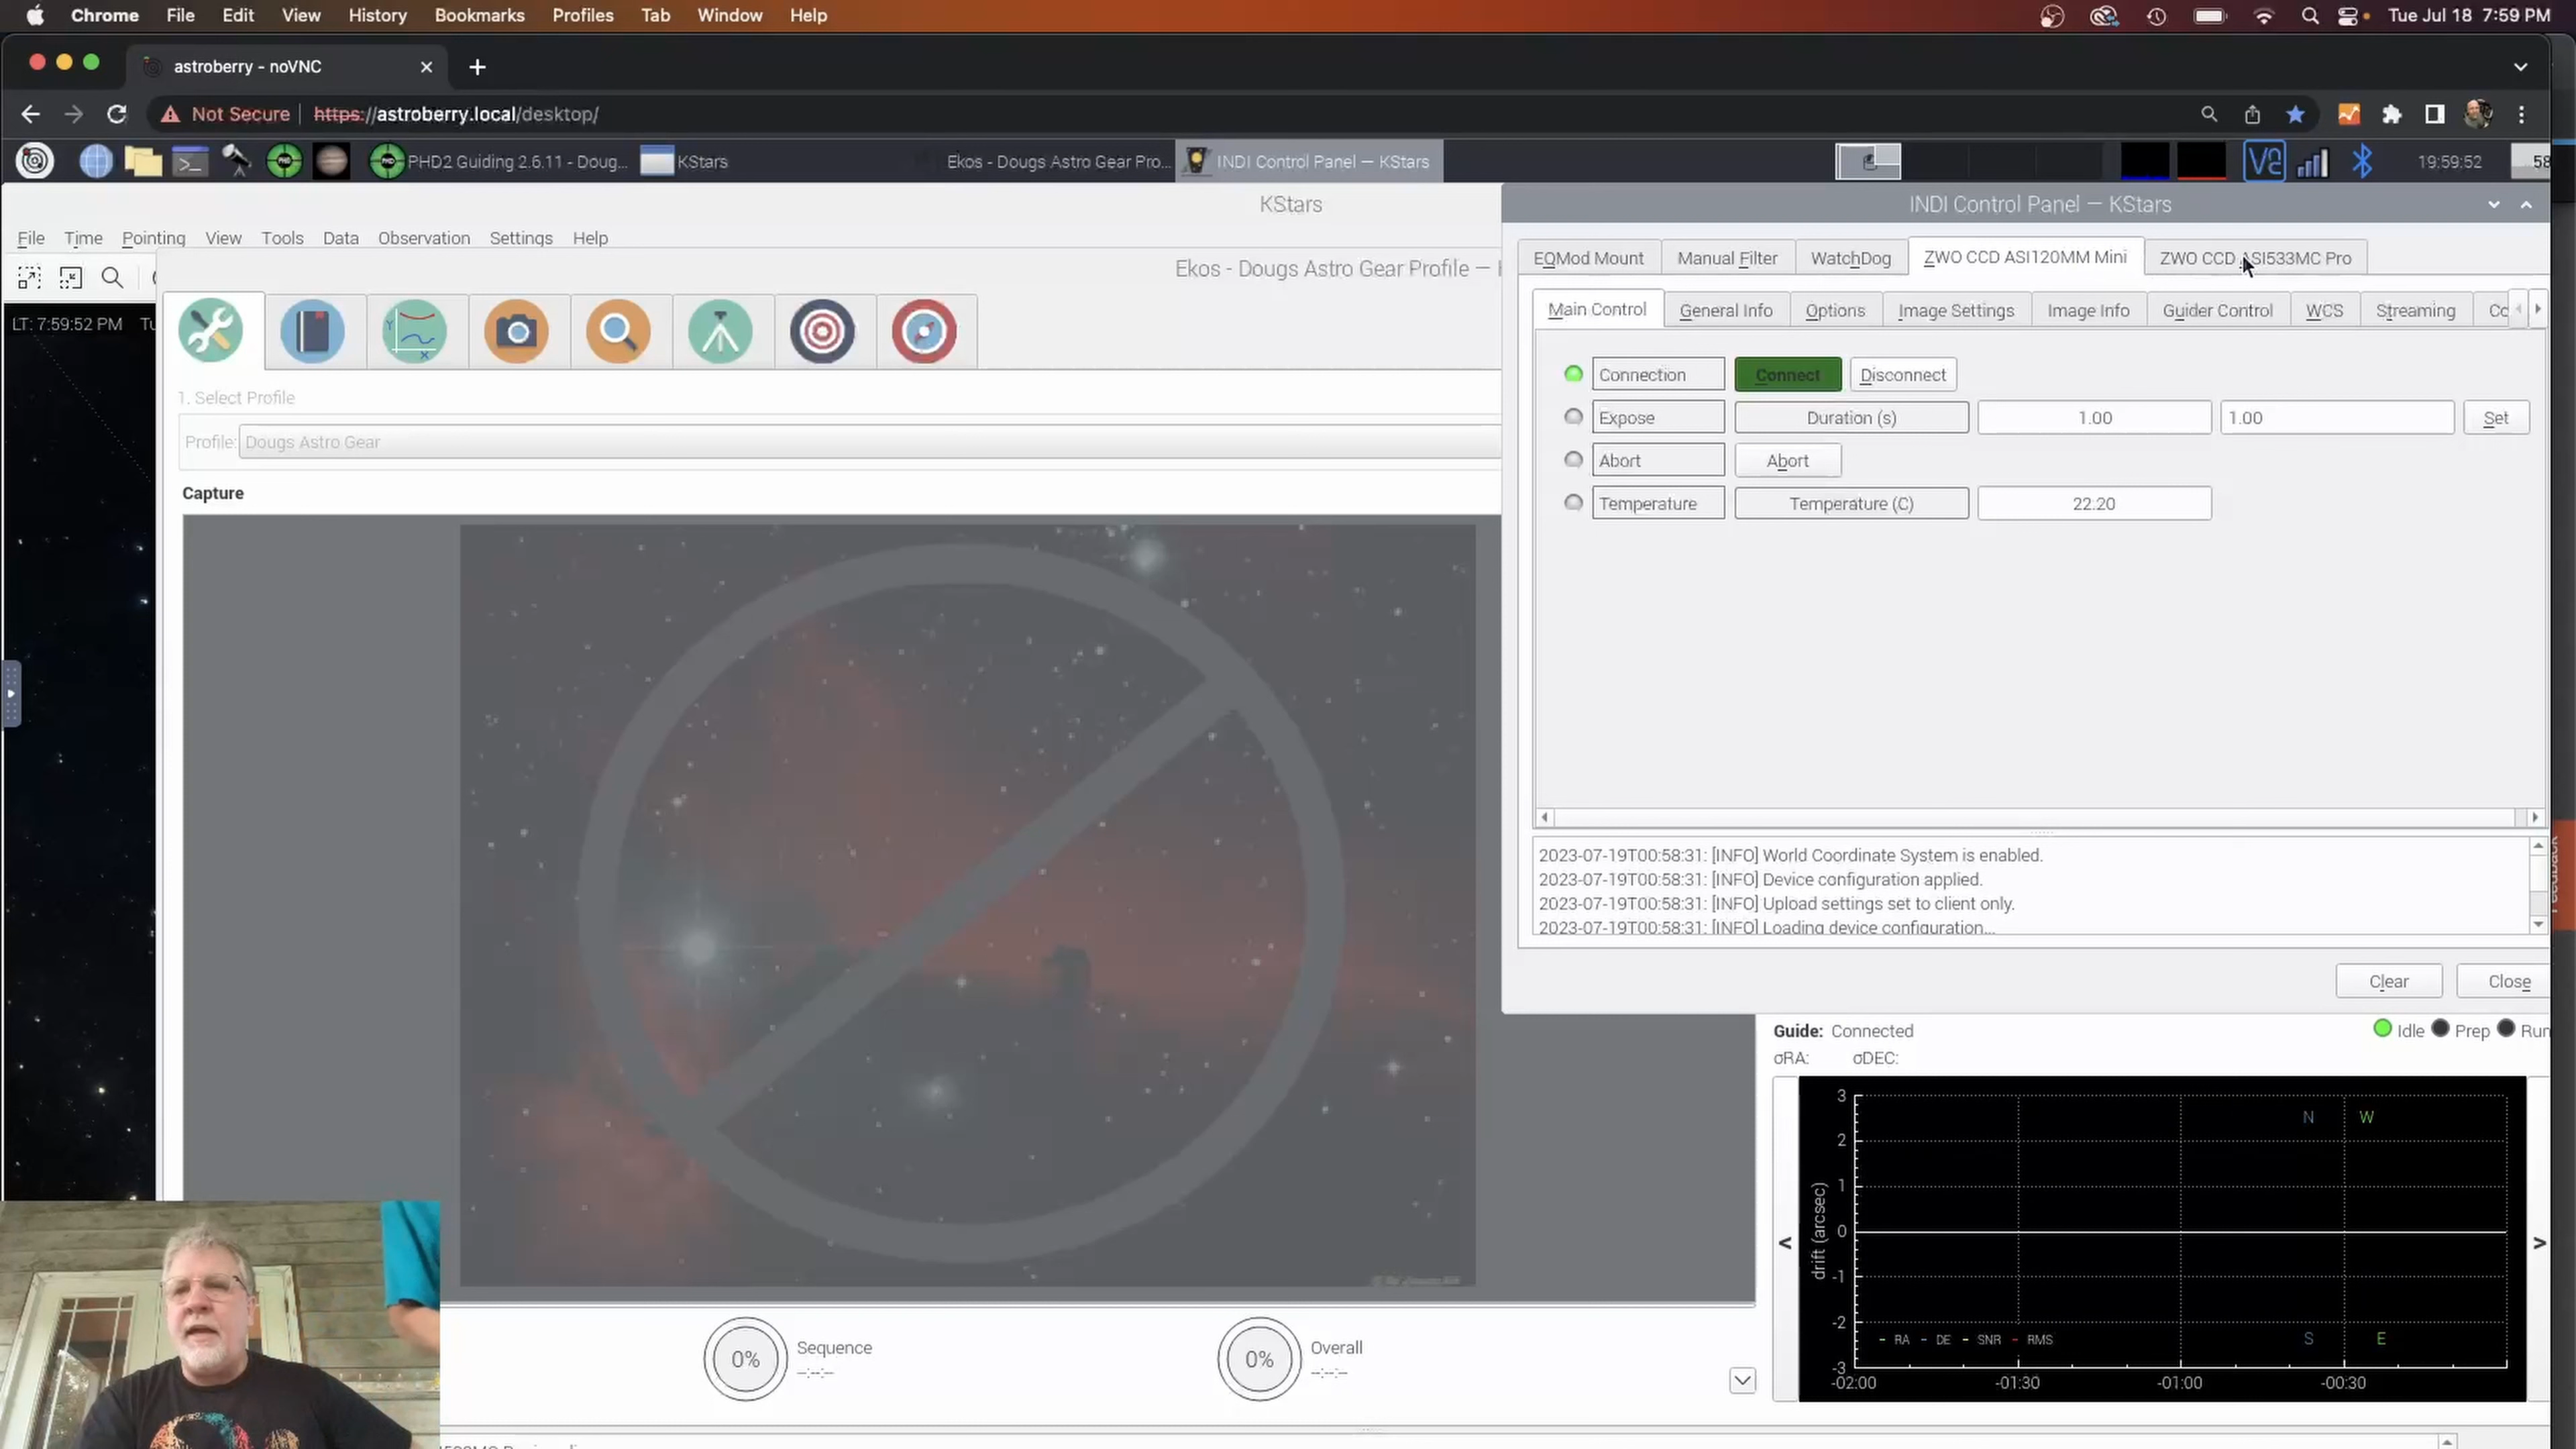 Chrome File Edit View History Bookmarks Profiles Tab Window Help Tue Jul 18 7:59 PM
astroberry - noVNC
Not Secure https://astroberry.local/desktop/
PHD2 Guiding 2.6.11 - Doug... KStars Ekos - Dougs Astro Gear Pro... INDI Control Panel — KStars 19:59:52 58
KStars
INDI Control Panel — KStars
File Time Pointing View Tools Data Observation Settings Help
EQMod Mount Manual Filter WatchDog ZWO CCD ASI120MM Mini ZWO CCD ASI533MC Pro
Ekos - Dougs Astro Gear Profile —
Main Control General Info Options Image Settings Image Info Guider Control WCS Streaming Co
LT: 7:59:52 PM Tu
Connection Connect Disconnect
Expose Duration (s) 1.00 1.00 Set
Abort Abort
Temperature Temperature (C) 22.20
1. Select Profile
Profile: Dougs Astro Gear
Capture
2023-07-19T00:58:31: [INFO] World Coordinate System is enabled.
2023-07-19T00:58:31: [INFO] Device configuration applied.
2023-07-19T00:58:31: [INFO] Upload settings set to client only.
2023-07-19T00:58:31: [INFO] Loading device configuration...
Clear Close
Guide: Connected Idle Prep Run
σRA: σDEC:
N W
S E
3
2
1
0
-1
-2
-3
drift (arcsec)
RA DE SNR RMS
-02:00 -01:30 -01:00 -00:30
0% Sequence --:--:--
0% Overall --:--:--